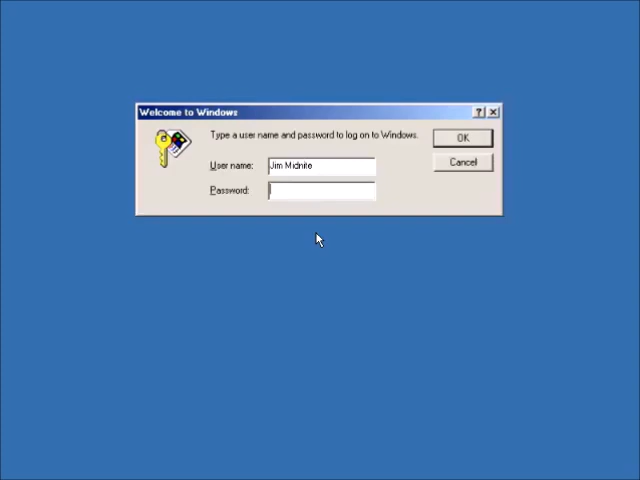 Welcome to Windows
Type a user name and password to log on to Windows.
OK
User name: Jim Midnite
Cancel
Password: